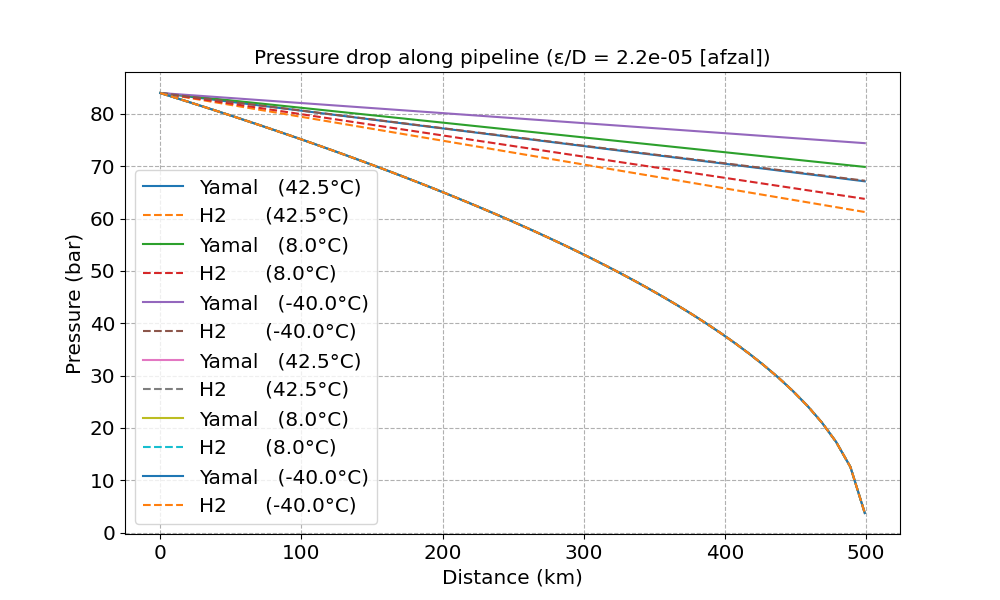 Pressure drop along pipeline (ε/D = 2.2e-05 [afzal])
Pressure (bar)
80
70
60
50
40
30
20
10
0
Yamal (42.5°C)
H2 (42.5°C)
Yamal (8.0°C)
H2 (8.0°C)
Yamal (-40.0°C)
H2 (-40.0°C)
Yamal (42.5°C)
H2 (42.5°C)
Yamal (8.0°C)
H2 (8.0°C)
Yamal (-40.0°C)
H2 (-40.0°C)
0 100 200 300 400 500
Distance (km)